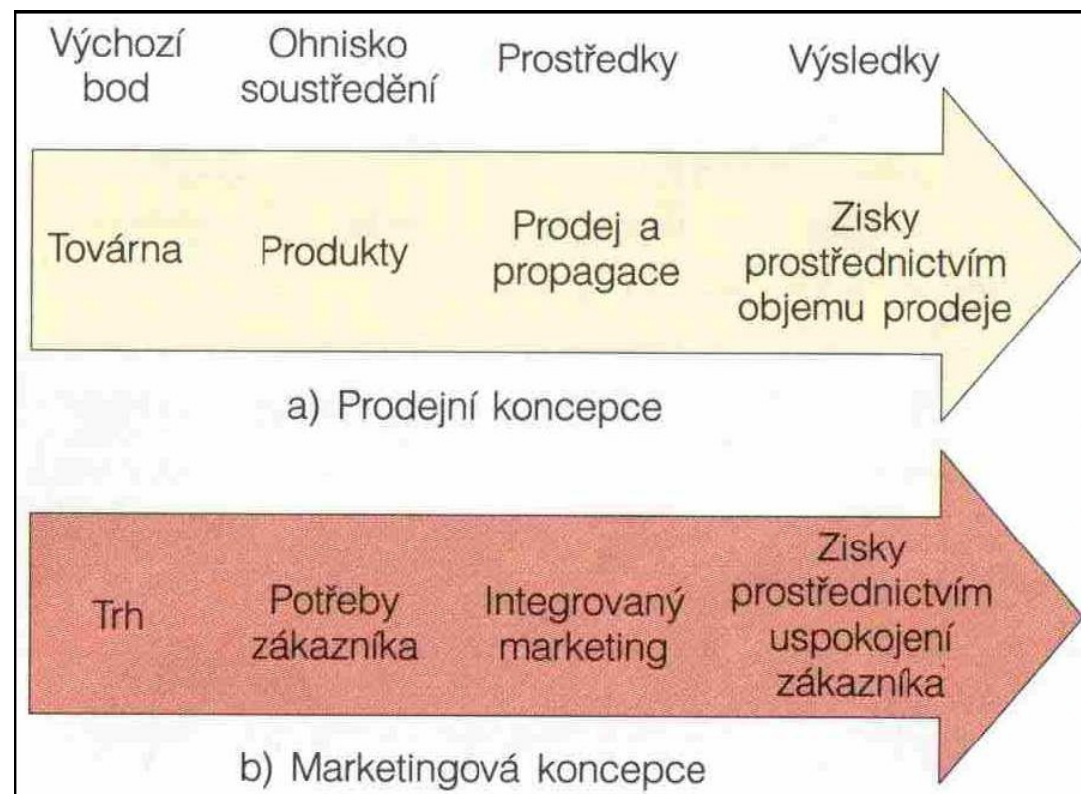 Výchozí
bod
Ohnisko
soustředění
Prostředky
Výsledky
Továrna
Produkty
Prodej a
propagace
Zisky
prostřednictvím
objemu prodeje
a) Prodejní koncepce
Trh
Potřeby
zákazníka
Integrovaný
marketing
Zisky
prostřednictvím
uspokojení
zákazníka
b) Marketingová koncepce